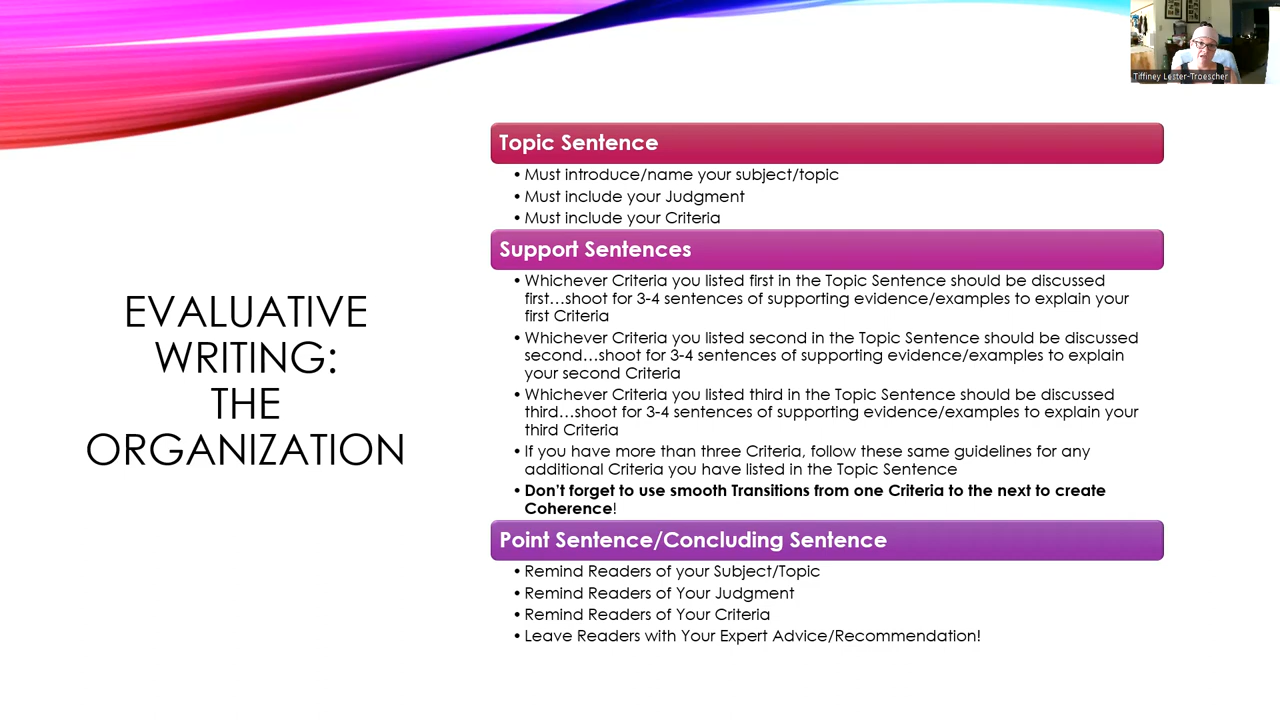 Tiffiney Lester-Troescher
EVALUATIVE
WRITING:
THE
ORGANIZATION
Topic Sentence
• Must introduce/name your subject/topic
• Must include your Judgment
• Must include your Criteria
Support Sentences
• Whichever Criteria you listed first in the Topic Sentence should be discussed
first…shoot for 3-4 sentences of supporting evidence/examples to explain your
first Criteria
• Whichever Criteria you listed second in the Topic Sentence should be discussed
second…shoot for 3-4 sentences of supporting evidence/examples to explain
your second Criteria
• Whichever Criteria you listed third in the Topic Sentence should be discussed
third…shoot for 3-4 sentences of supporting evidence/examples to explain your
third Criteria
• If you have more than three Criteria, follow these same guidelines for any
additional Criteria you have listed in the Topic Sentence
• Don't forget to use smooth Transitions from one Criteria to the next to create
Coherence!
Point Sentence/Concluding Sentence
• Remind Readers of your Subject/Topic
• Remind Readers of Your Judgment
• Remind Readers of Your Criteria
• Leave Readers with Your Expert Advice/Recommendation!